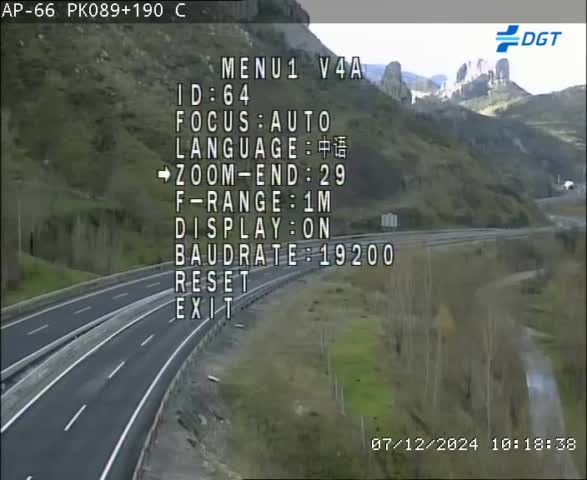 AP-66 PK089+190 C
DGT
MENU1 V4A
ID:64
FOCUS:AUTO
LANGUAGE:中语
ZOOM-END:29
F-RANGE:1M
DISPLAY:ON
BAUDRATE:19200
RESET
EXIT
07/12/2024 10:18:38